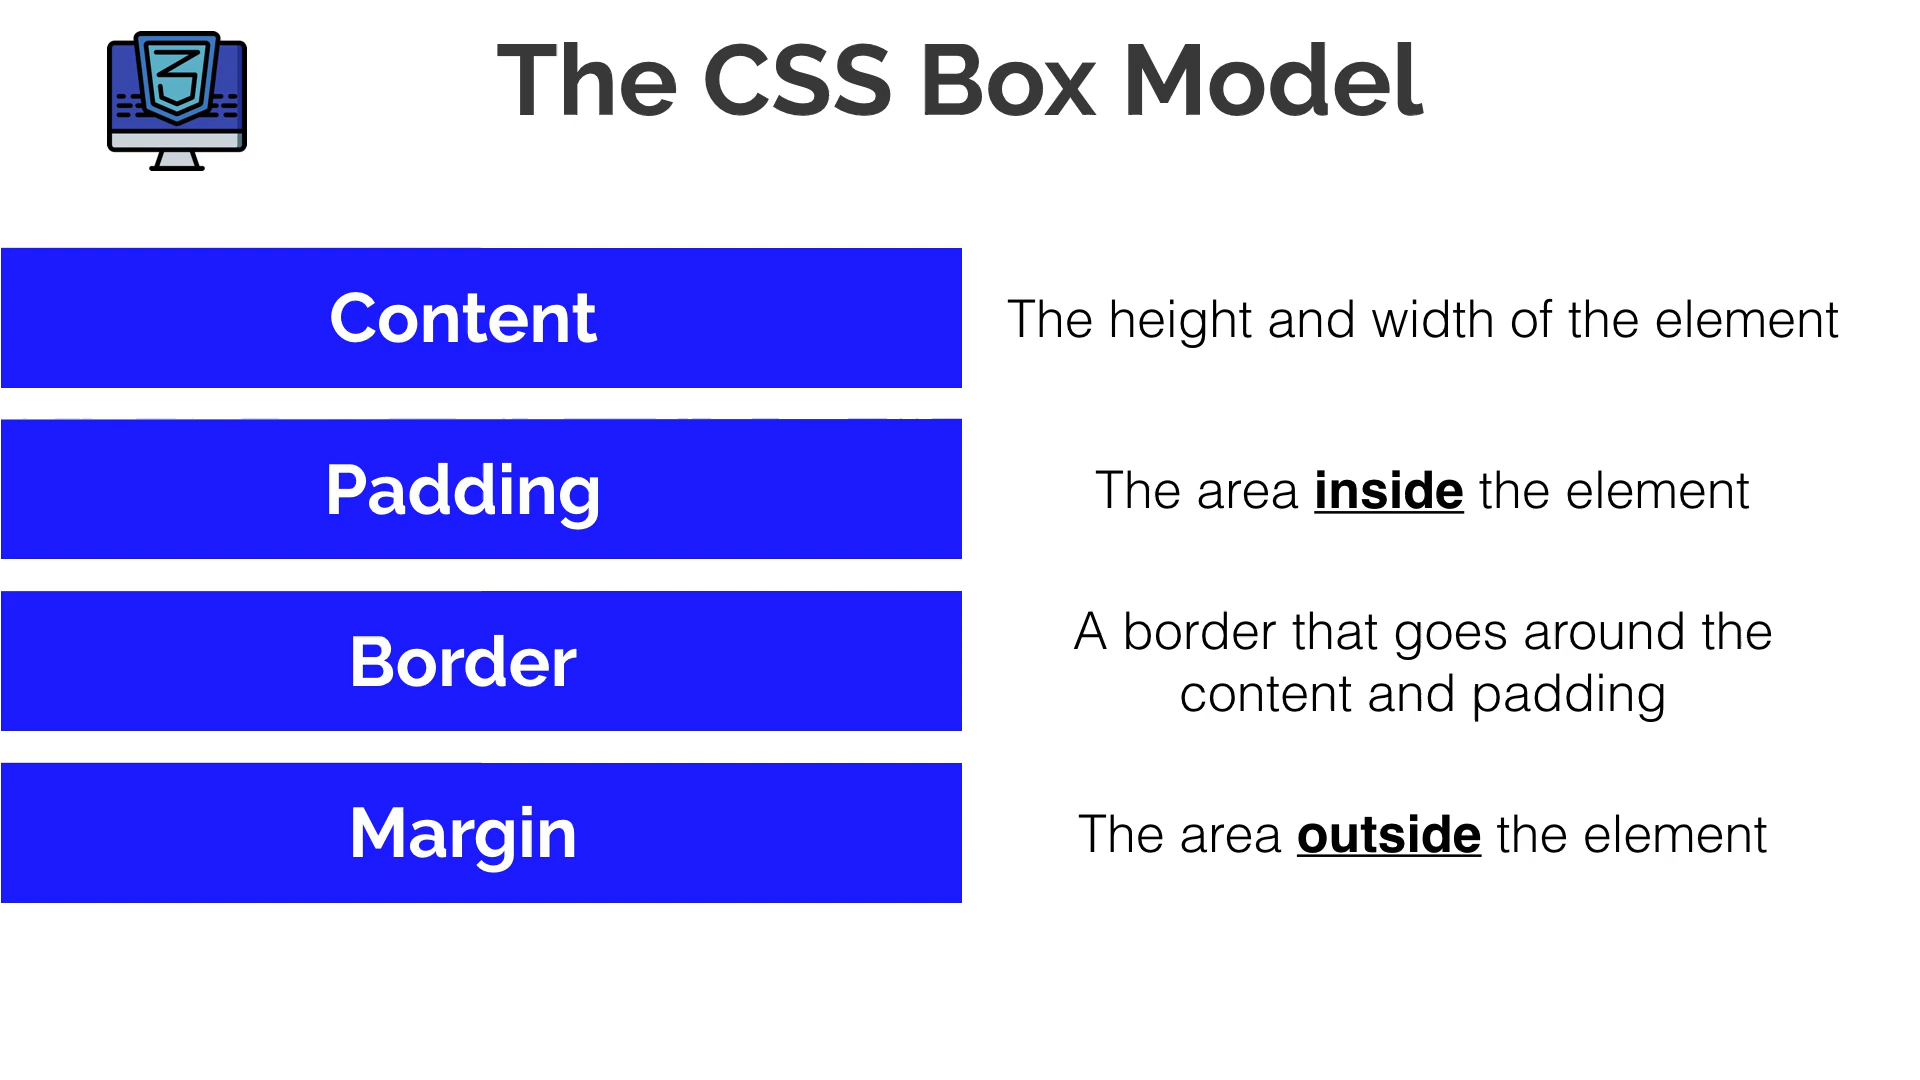 The CSS Box Model
Content
The height and width of the element
Padding
The area inside the element
Border
A border that goes around the
content and padding
Margin
The area outside the element